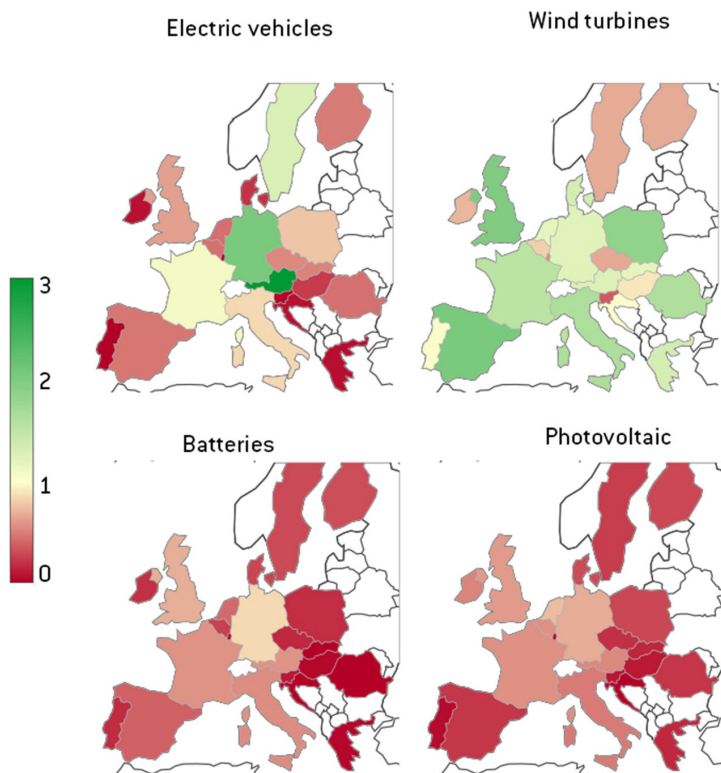 Electric vehicles
Wind turbines
3
2
1
0
Batteries
Photovoltaic